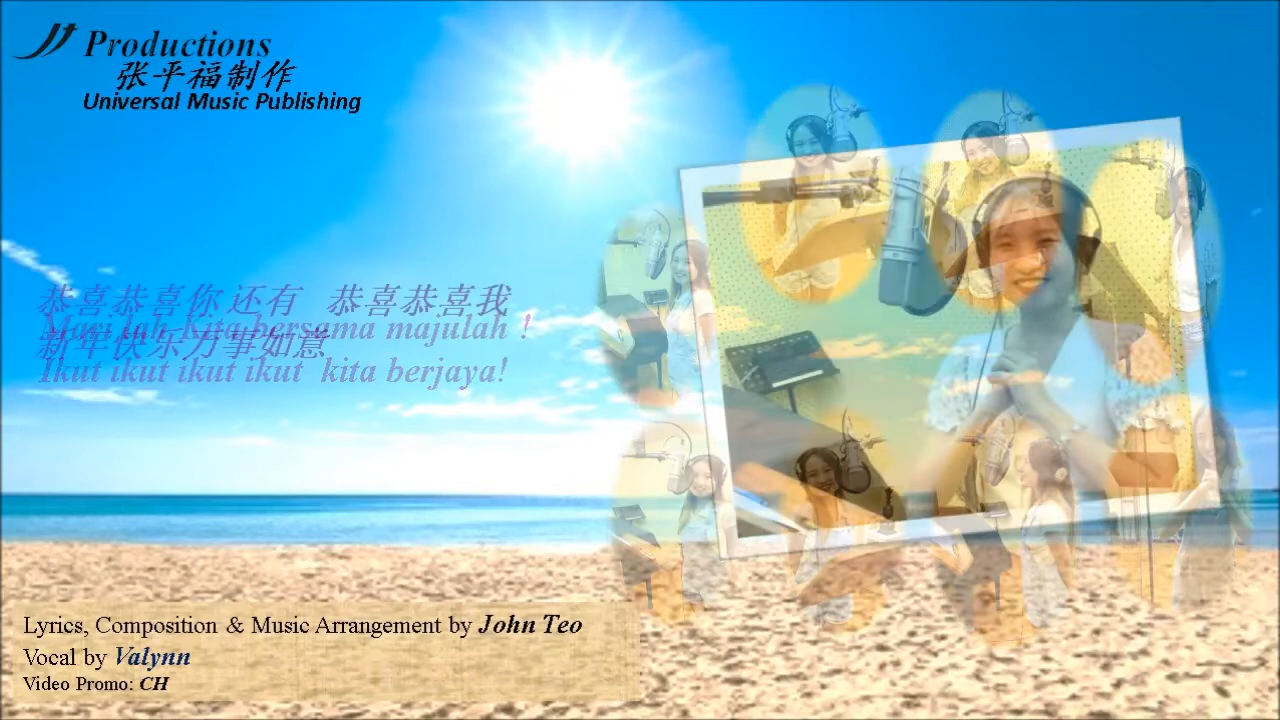 Productions
张平福制作
Universal Music Publishing
恭喜恭喜你 还有 恭喜恭喜我
Mari lah Kita bersama majulah !
新年快乐万事如意
Ikut ikut ikut ikut kita berjaya!
Lyrics, Composition & Music Arrangement by John Teo
Vocal by Valynn
Video Promo: CH